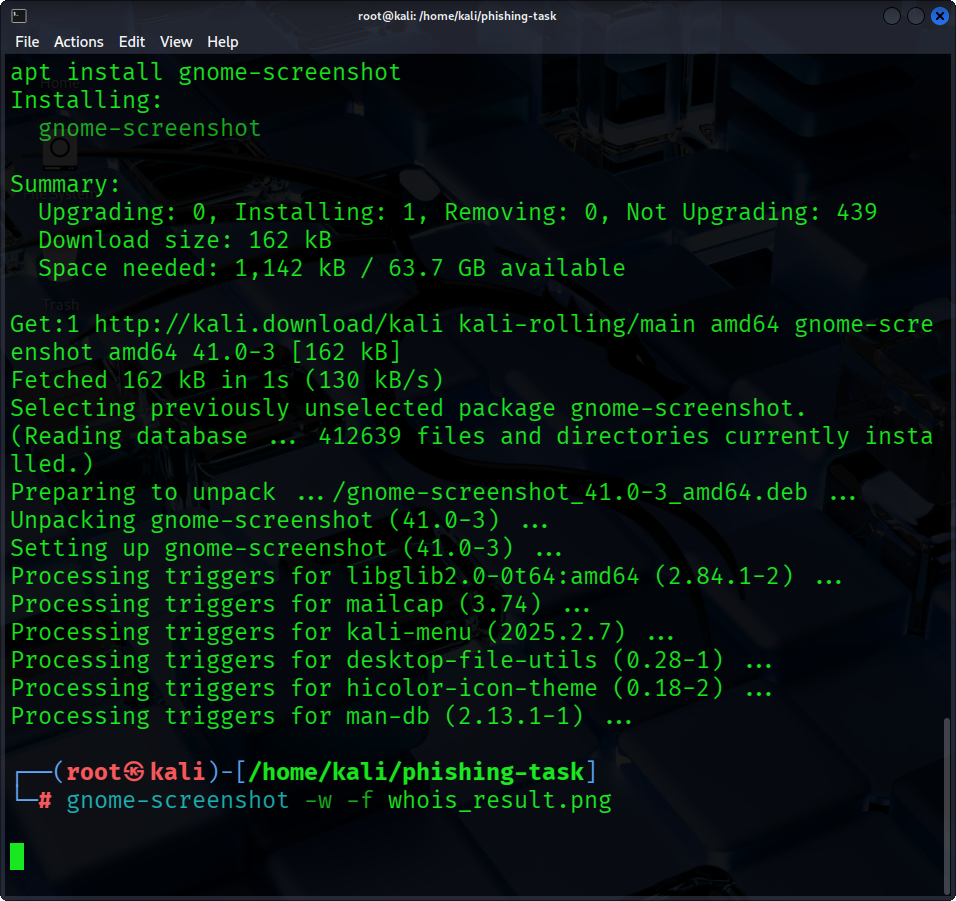 root@kali: /home/kali/phishing-task
File Actions Edit View Help
apt install gnome-screenshot
Home
Installing:
  gnome-screenshot

Summary:
  Upgrading: 0, Installing: 1, Removing: 0, Not Upgrading: 439
  Download size: 162 kB
  Space needed: 1,142 kB / 63.7 GB available
Trash
Get:1 http://kali.download/kali kali-rolling/main amd64 gnome-scre
enshot amd64 41.0-3 [162 kB]
Fetched 162 kB in 1s (130 kB/s)
Selecting previously unselected package gnome-screenshot.
(Reading database ... 412639 files and directories currently insta
lled.)
Preparing to unpack .../gnome-screenshot_41.0-3_amd64.deb ...
Unpacking gnome-screenshot (41.0-3) ...
Setting up gnome-screenshot (41.0-3) ...
Processing triggers for libglib2.0-0t64:amd64 (2.84.1-2) ...
Processing triggers for mailcap (3.74) ...
Processing triggers for kali-menu (2025.2.7) ...
Processing triggers for desktop-file-utils (0.28-1) ...
Processing triggers for hicolor-icon-theme (0.18-2) ...
Processing triggers for man-db (2.13.1-1) ...

┌──(root㉿kali)-[/home/kali/phishing-task]
└─# gnome-screenshot -w -f whois_result.png